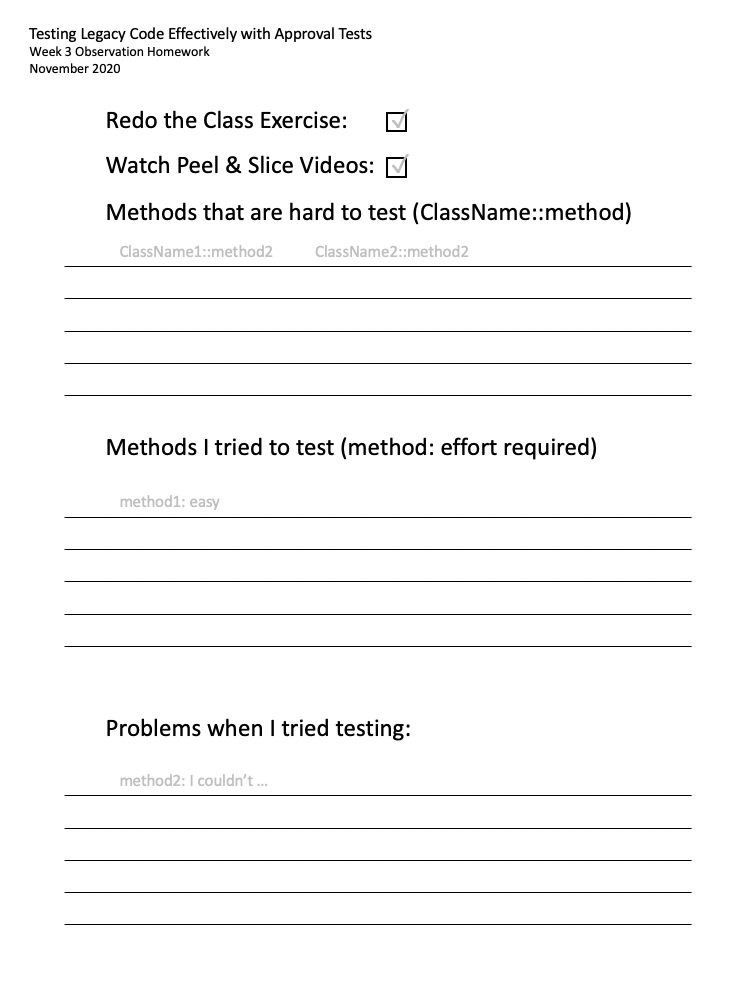 Testing Legacy Code Effectively with Approval Tests
Week 3 Observation Homework
November 2020
Redo the Class Exercise:
Watch Peel & Slice Videos:
Methods that are hard to test (ClassName::method)
ClassName1::method2 ClassName2::method2
Methods I tried to test (method: effort required)
method1: easy
Problems when I tried testing:
method2: I couldn’t …